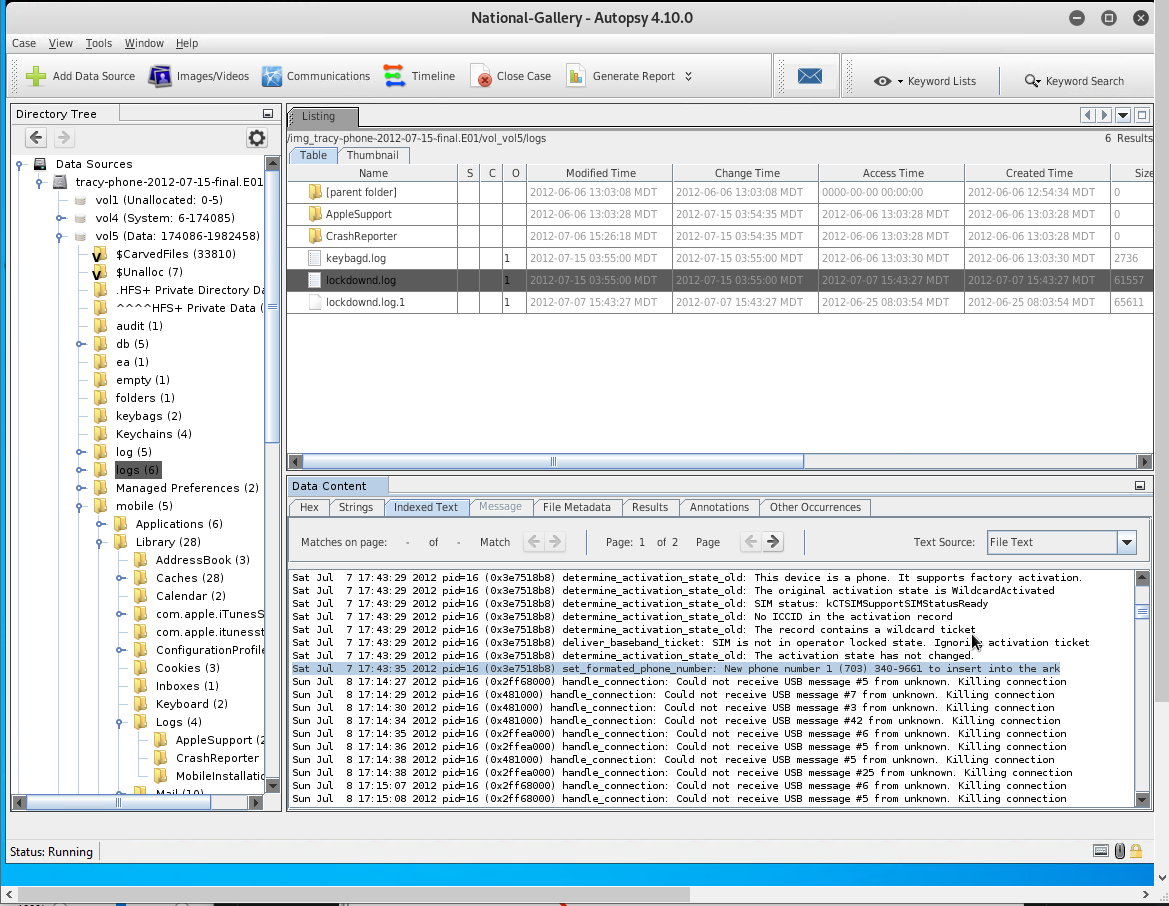 National-Gallery - Autopsy 4.10.0
Case View Tools Window Help
Add Data Source Images/Videos Communications Timeline Close Case Generate Report Keyword Lists Keyword Search
Directory Tree
Data Sources
tracy-phone-2012-07-15-final.E01
vol1 (Unallocated: 0-5)
vol4 (System: 6-174085)
vol5 (Data: 174086-1982458)
$CarvedFiles (33810)
$Unalloc (7)
.HFS+ Private Directory Da
^^^^HFS+ Private Data (
audit (1)
db (5)
ea (1)
empty (1)
folders (1)
keybags (2)
Keychains (4)
log (5)
logs (6)
Managed Preferences (2)
mobile (5)
Applications (6)
Library (28)
AddressBook (3)
Caches (28)
Calendar (2)
com.apple.iTunesS
com.apple.itunesst
ConfigurationProfile
Cookies (3)
Inboxes (1)
Keyboard (2)
Logs (4)
AppleSupport (2
CrashReporter
MobileInstallatio
Mail (10)
Listing
/img_tracy-phone-2012-07-15-final.E01/vol_vol5/logs
6 Results
Table Thumbnail
Name S C O Modified Time Change Time Access Time Created Time Size
[parent folder] 2012-06-06 13:03:08 MDT 2012-06-06 13:03:08 MDT 0000-00-00 00:00:00 2012-06-06 12:54:34 MDT 0
AppleSupport 2012-06-06 13:03:28 MDT 2012-07-15 03:54:35 MDT 2012-06-06 13:03:28 MDT 2012-06-06 13:03:28 MDT 0
CrashReporter 2012-07-06 15:26:18 MDT 2012-07-15 03:54:35 MDT 2012-06-06 13:03:28 MDT 2012-06-06 13:03:28 MDT 0
keybagd.log 1 2012-07-15 03:55:00 MDT 2012-07-15 03:55:00 MDT 2012-06-06 13:03:30 MDT 2012-06-06 13:03:30 MDT 2736
lockdownd.log 1 2012-07-15 03:55:00 MDT 2012-07-15 03:55:00 MDT 2012-07-07 15:43:27 MDT 2012-07-07 15:43:27 MDT 61557
lockdownd.log.1 1 2012-07-07 15:43:27 MDT 2012-07-07 15:43:27 MDT 2012-06-25 08:03:54 MDT 2012-06-25 08:03:54 MDT 65611
Data Content
Hex Strings Indexed Text Message File Metadata Results Annotations Other Occurrences
Matches on page: - of - Match Page: 1 of 2 Page Text Source: File Text
Sat Jul 7 17:43:29 2012 pid=16 (0x3e7518b8) determine_activation_state_old: This device is a phone. It supports factory activation.
Sat Jul 7 17:43:29 2012 pid=16 (0x3e7518b8) determine_activation_state_old: The original activation state is WildcardActivated
Sat Jul 7 17:43:29 2012 pid=16 (0x3e7518b8) determine_activation_state_old: SIM status: kCTSIMSupportSIMStatusReady
Sat Jul 7 17:43:29 2012 pid=16 (0x3e7518b8) determine_activation_state_old: No ICCID in the activation record
Sat Jul 7 17:43:29 2012 pid=16 (0x3e7518b8) determine_activation_state_old: The record contains a wildcard ticket
Sat Jul 7 17:43:29 2012 pid=16 (0x3e7518b8) deliver_baseband_ticket: SIM is not in operator locked state. Ignoring activation ticket
Sat Jul 7 17:43:29 2012 pid=16 (0x3e7518b8) determine_activation_state_old: The activation state has not changed.
Sat Jul 7 17:43:35 2012 pid=16 (0x3e7518b8) set_formated_phone_number: New phone number 1 (703) 340-9661 to insert into the ark
Sun Jul 8 17:14:27 2012 pid=16 (0x2ff68000) handle_connection: Could not receive USB message #5 from unknown. Killing connection
Sun Jul 8 17:14:29 2012 pid=16 (0x481000) handle_connection: Could not receive USB message #7 from unknown. Killing connection
Sun Jul 8 17:14:30 2012 pid=16 (0x481000) handle_connection: Could not receive USB message #3 from unknown. Killing connection
Sun Jul 8 17:14:34 2012 pid=16 (0x481000) handle_connection: Could not receive USB message #42 from unknown. Killing connection
Sun Jul 8 17:14:35 2012 pid=16 (0x2ffea000) handle_connection: Could not receive USB message #6 from unknown. Killing connection
Sun Jul 8 17:14:36 2012 pid=16 (0x2ffea000) handle_connection: Could not receive USB message #5 from unknown. Killing connection
Sun Jul 8 17:14:38 2012 pid=16 (0x481000) handle_connection: Could not receive USB message #5 from unknown. Killing connection
Sun Jul 8 17:14:38 2012 pid=16 (0x2ffea000) handle_connection: Could not receive USB message #25 from unknown. Killing connection
Sun Jul 8 17:15:07 2012 pid=16 (0x2ff68000) handle_connection: Could not receive USB message #6 from unknown. Killing connection
Sun Jul 8 17:15:08 2012 pid=16 (0x2ff68000) handle_connection: Could not receive USB message #5 from unknown. Killing connection
Status: Running